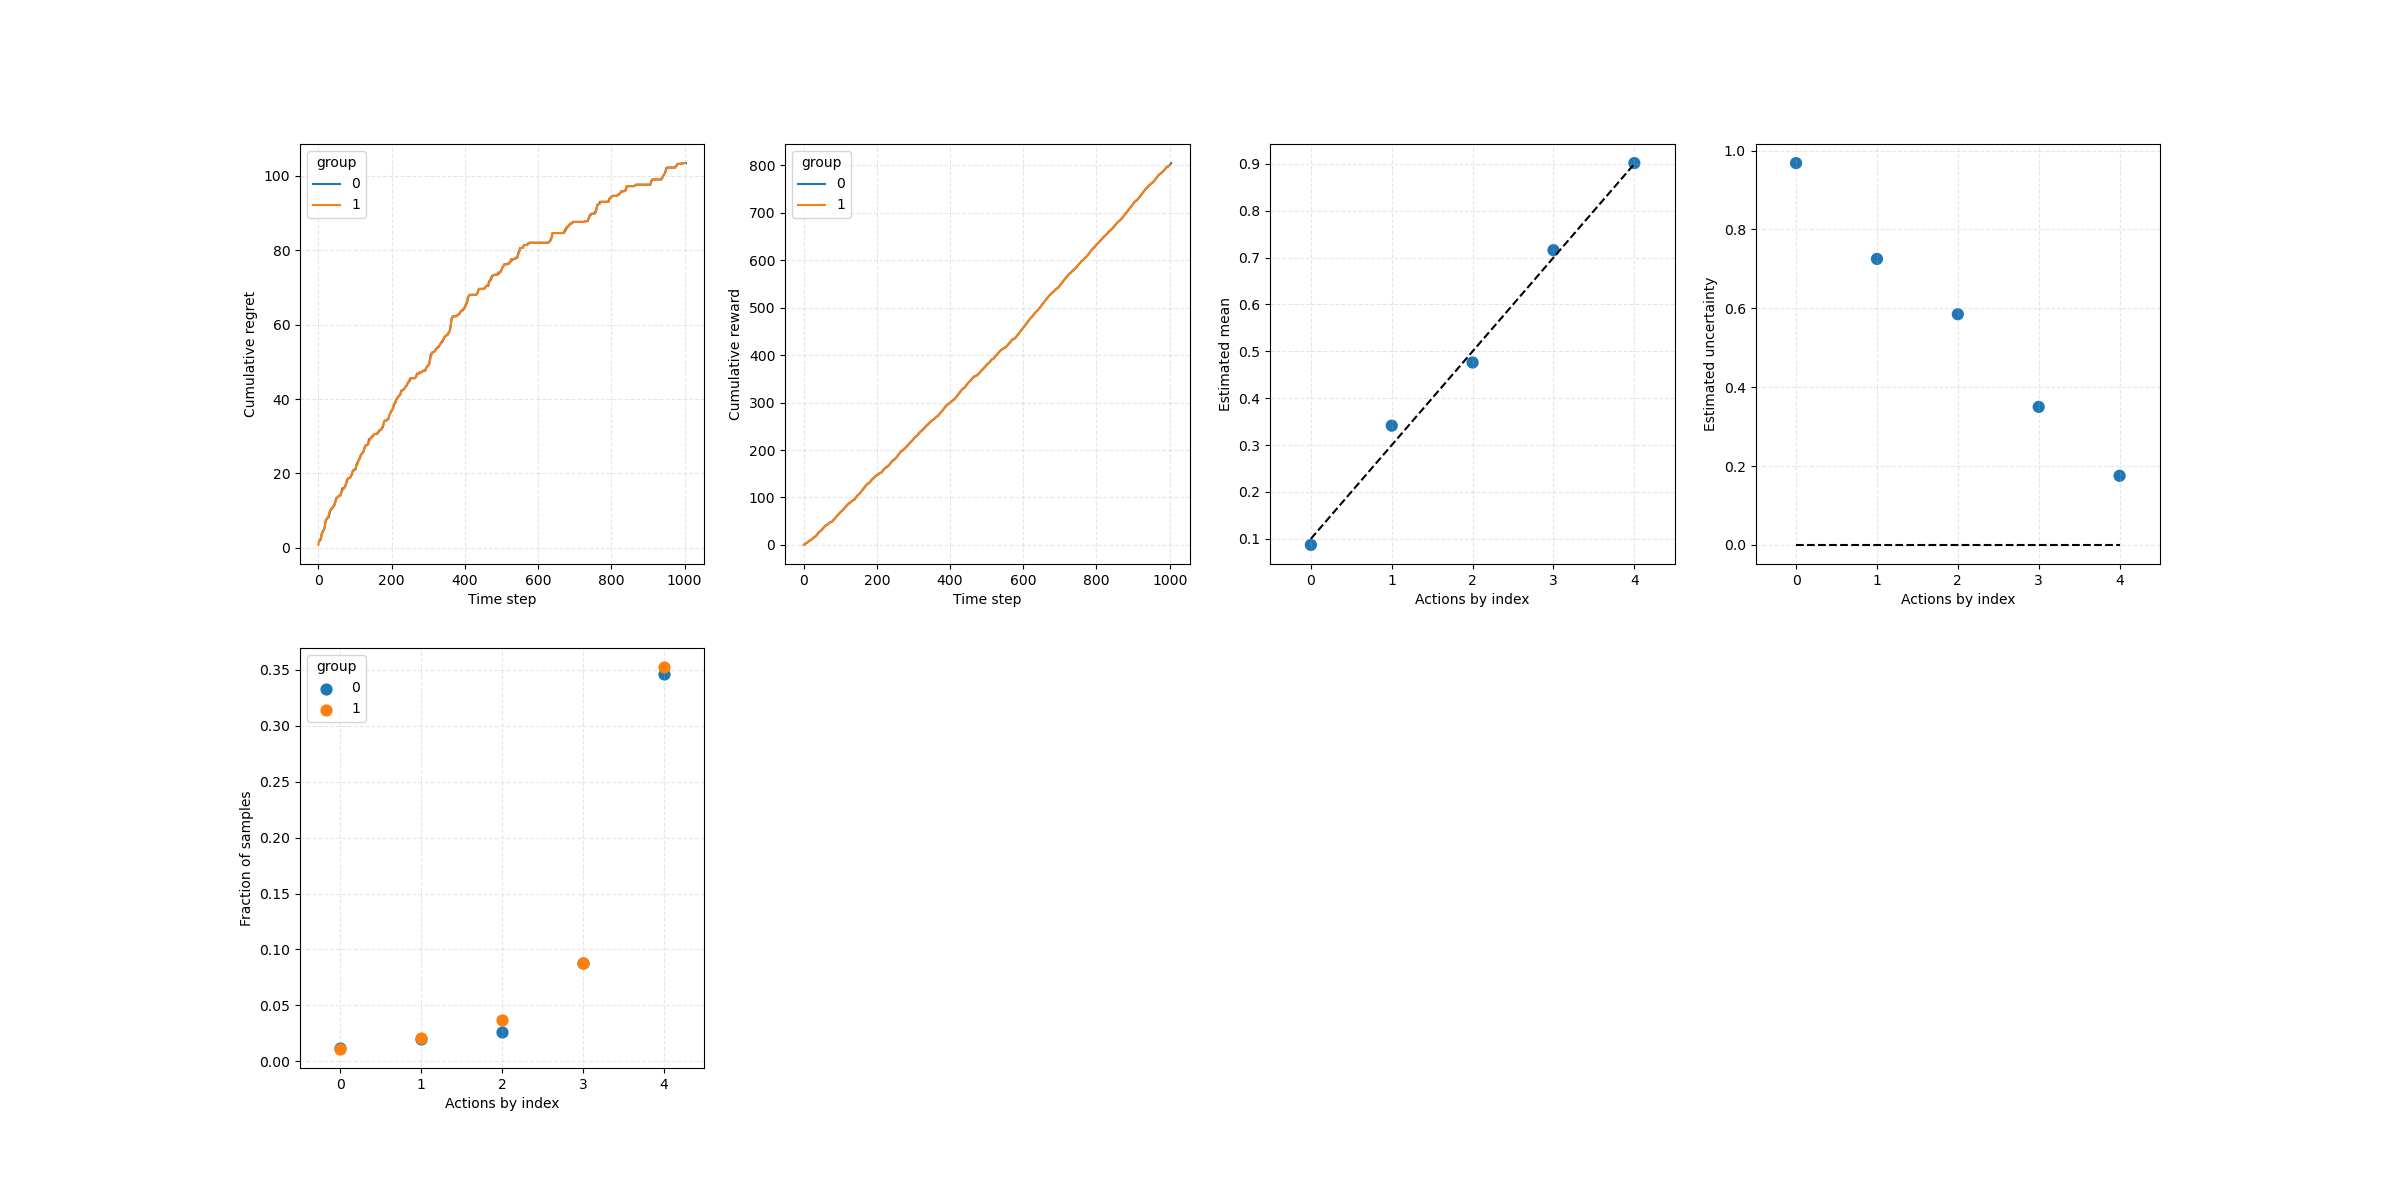 group
0
1
100
80
60
40
20
0
Cumulative regret
0 200 400 600 800 1000
Time step
group
0
1
800
700
600
500
400
300
200
100
0
Cumulative reward
0 200 400 600 800 1000
Time step
0.9
0.8
0.7
0.6
0.5
0.4
0.3
0.2
0.1
Estimated mean
0 1 2 3 4
Actions by index
1.0
0.8
0.6
0.4
0.2
0.0
Estimated uncertainty
0 1 2 3 4
Actions by index
group
0
1
0.35
0.30
0.25
0.20
0.15
0.10
0.05
0.00
Fraction of samples
0 1 2 3 4
Actions by index